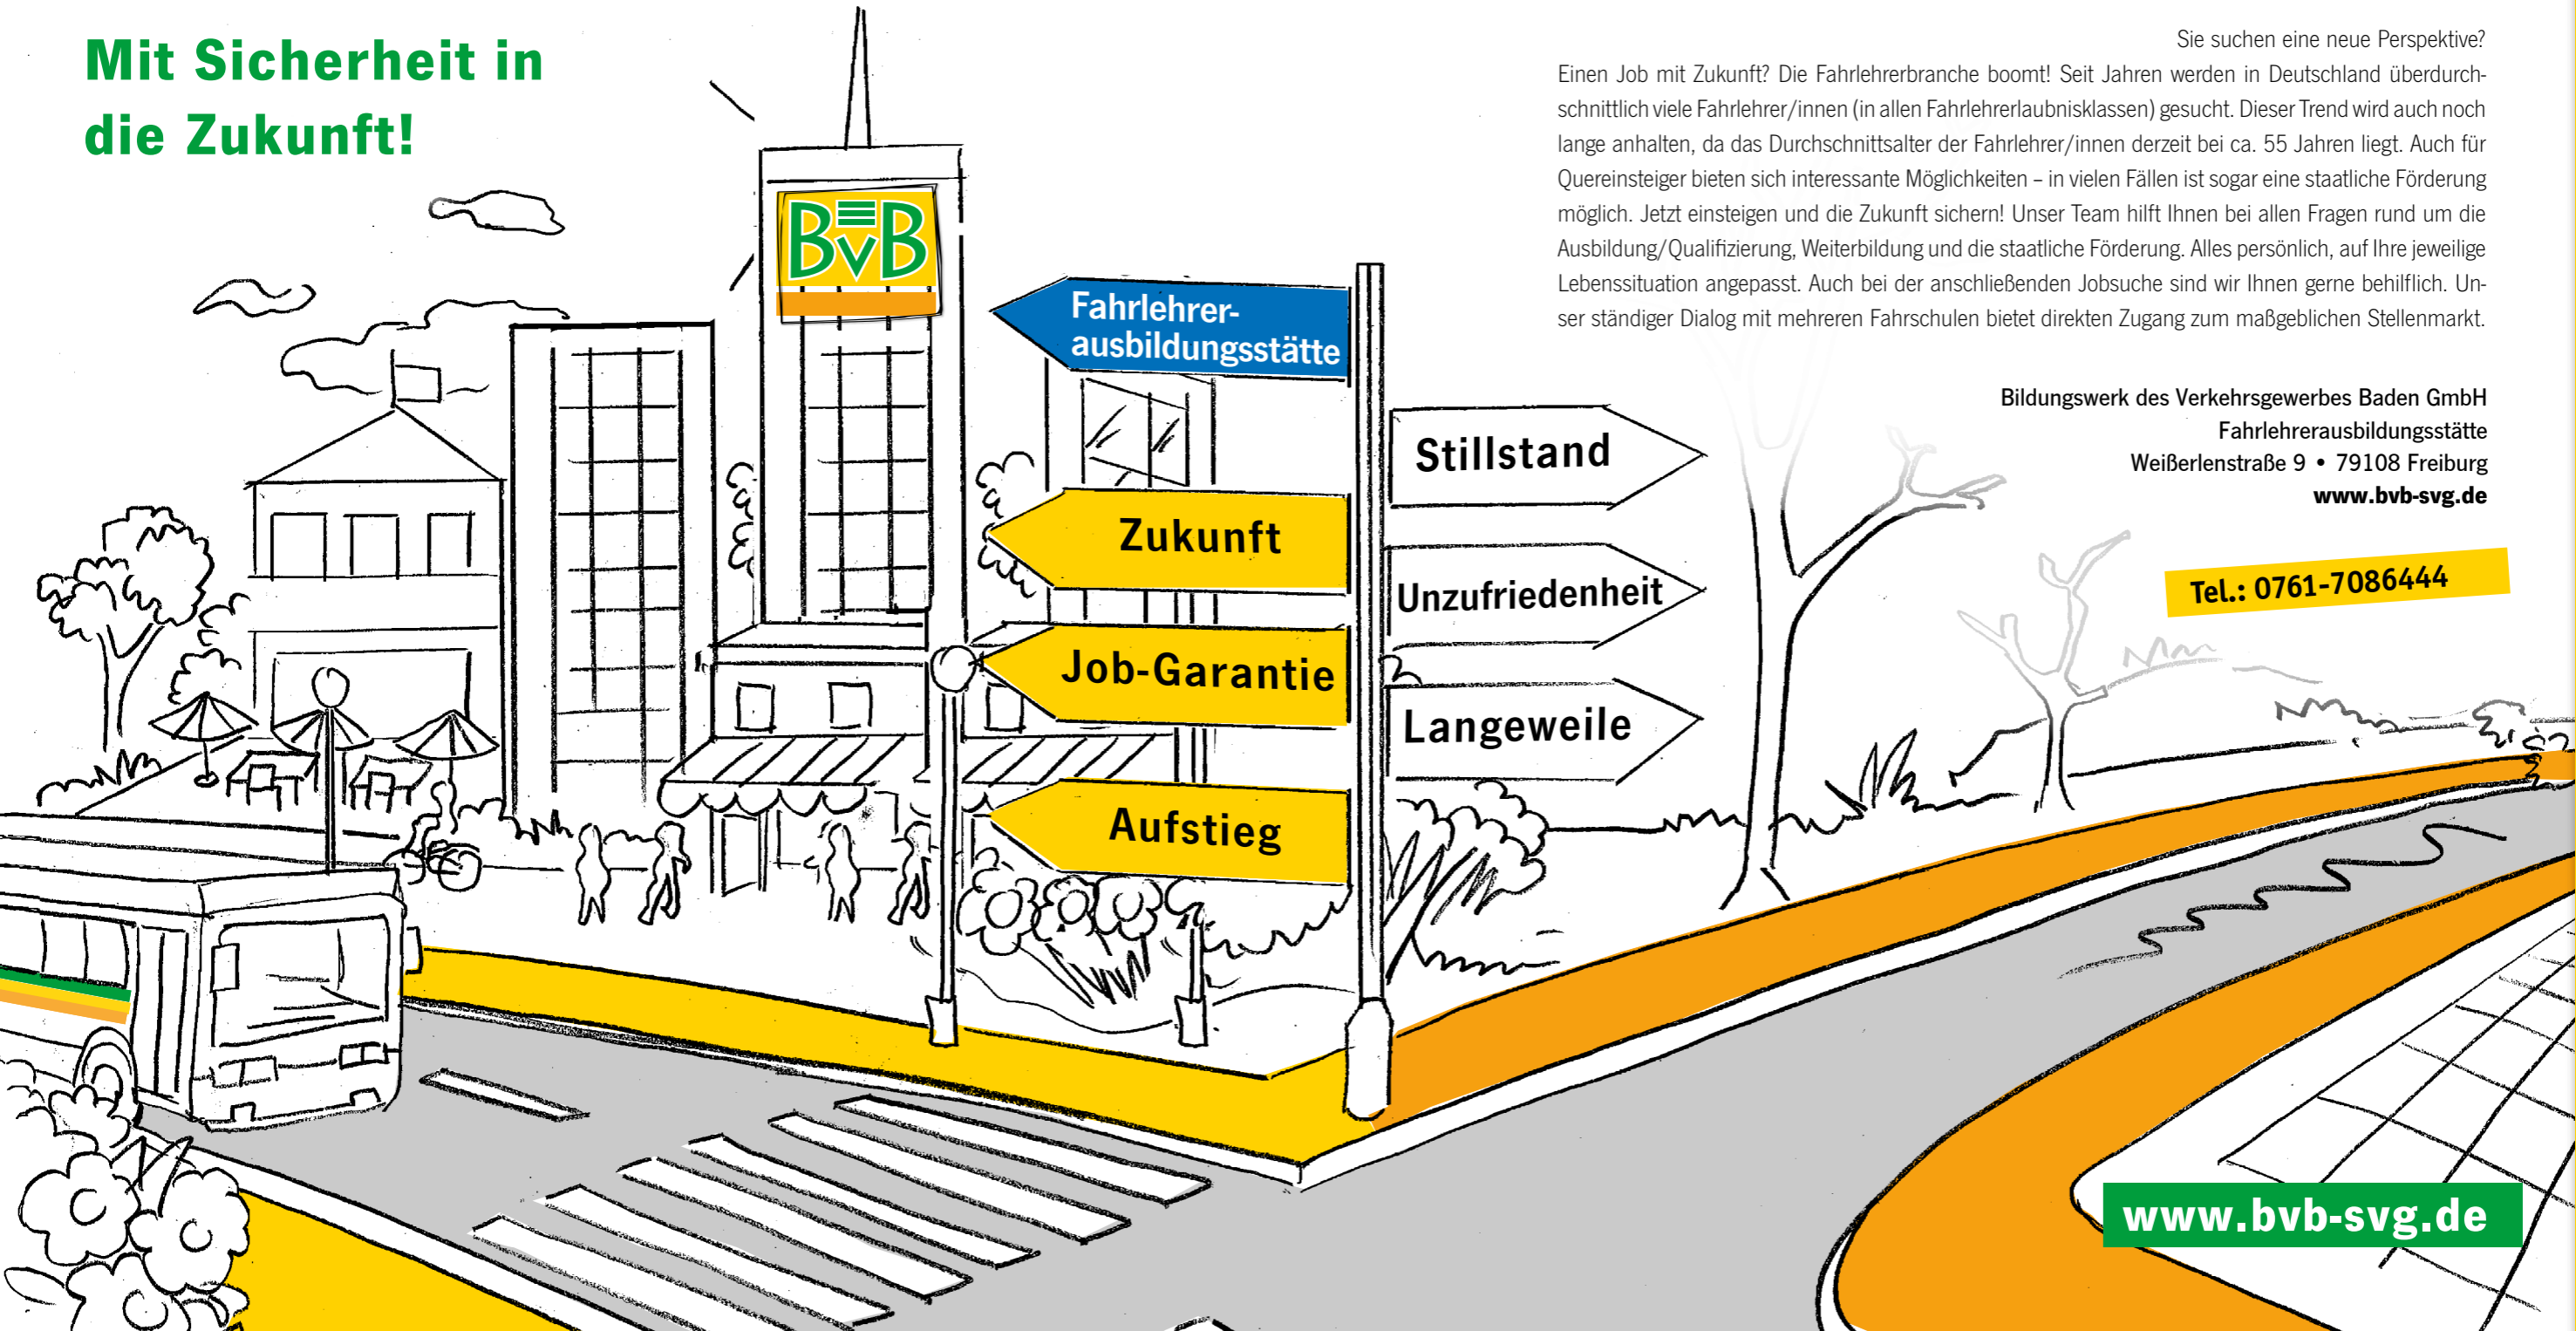 Mit Sicherheit in
die Zukunft!
Sie suchen eine neue Perspektive?
Einen Job mit Zukunft? Die Fahrlehrerbranche boomt! Seit Jahren werden in Deutschland überdurch-
schnittlich viele Fahrlehrer/innen (in allen Fahrlehrerlaubnisklassen) gesucht. Dieser Trend wird auch noch
lange anhalten, da das Durchschnittsalter der Fahrlehrer/innen derzeit bei ca. 55 Jahren liegt. Auch für
Quereinsteiger bieten sich interessante Möglichkeiten – in vielen Fällen ist sogar eine staatliche Förderung
möglich. Jetzt einsteigen und die Zukunft sichern! Unser Team hilft Ihnen bei allen Fragen rund um die
Ausbildung/Qualifizierung, Weiterbildung und die staatliche Förderung. Alles persönlich, auf Ihre jeweilige
Lebenssituation angepasst. Auch bei der anschließenden Jobsuche sind wir Ihnen gerne behilflich. Un-
ser ständiger Dialog mit mehreren Fahrschulen bietet direkten Zugang zum maßgeblichen Stellenmarkt.
Bildungswerk des Verkehrsgewerbes Baden GmbH
Fahrlehrerausbildungsstätte
Weißerlenstraße 9 • 79108 Freiburg
www.bvb-svg.de
Tel.: 0761-7086444
BvB
Fahrlehrer-
ausbildungsstätte
Zukunft
Job-Garantie
Aufstieg
Stillstand
Unzufriedenheit
Langeweile
www.bvb-svg.de